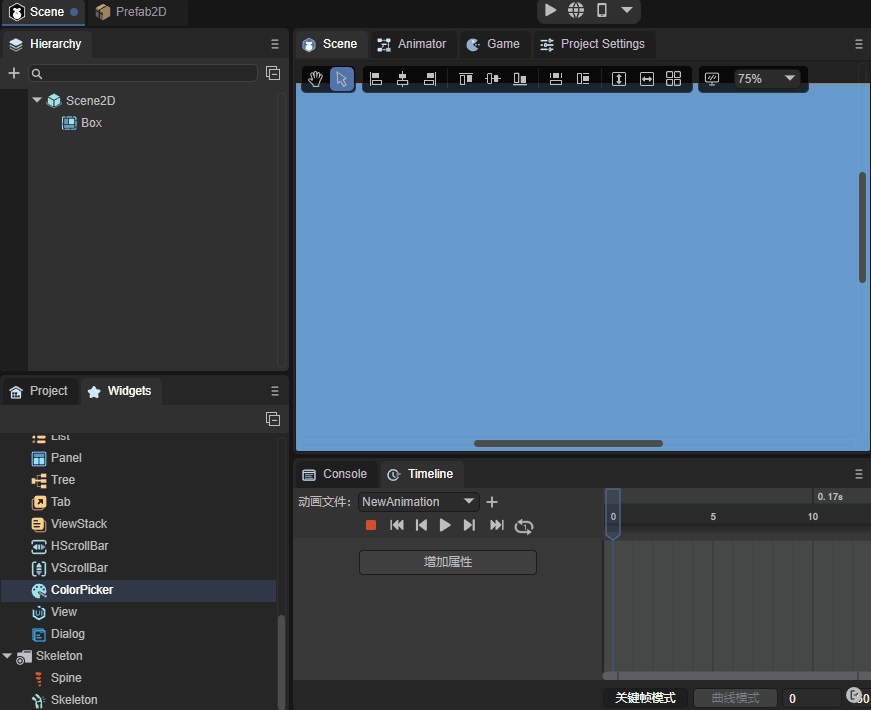 Scene
Prefab2D
Hierarchy
Scene2D
Box
Scene
Animator
Game
Project Settings
75%
Project
Widgets
List
Panel
Tree
Tab
ViewStack
HScrollBar
VScrollBar
ColorPicker
View
Dialog
Skeleton
Spine
Skeleton
Console
Timeline
动画文件:
NewAnimation
0. 17s
0
5
10
增加属性
关键帧模式
曲线模式
0